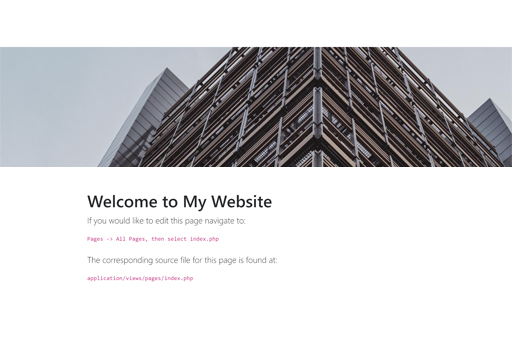 Welcome to My Website
If you would like to edit this page navigate to:
Pages -> All Pages, then select index.php
The corresponding source file for this page is found at:
application/views/pages/index.php